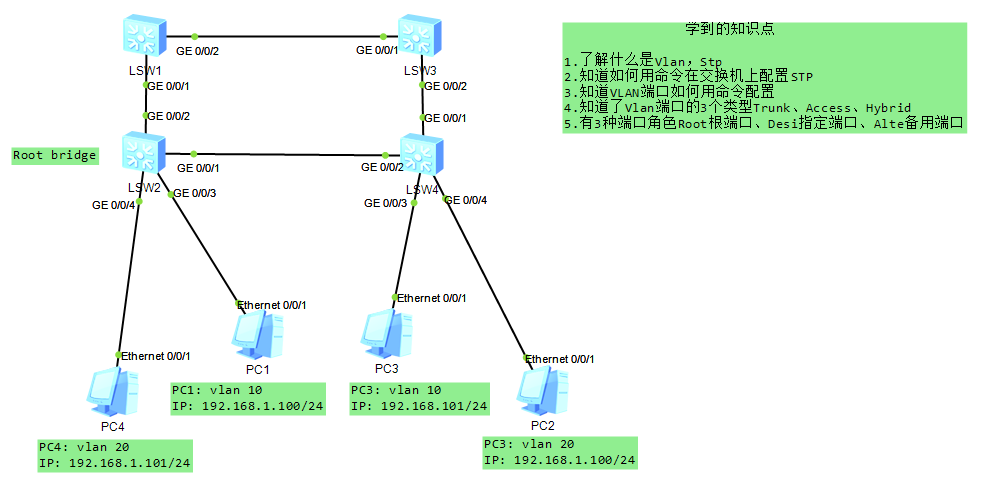 学到的知识点
1.了解什么是Vlan，Stp
2.知道如何用命令在交换机上配置STP
3.知道VLAN端口如何用命令配置
4.知道了Vlan端口的3个类型Trunk、Access、Hybrid
5.有3种端口角色Root根端口、Desi指定端口、Alte备用端口
GE 0/0/2
GE 0/0/1
LSW1
LSW3
GE 0/0/1
GE 0/0/2
GE 0/0/2
GE 0/0/1
Root bridge
GE 0/0/1
GE 0/0/2
LSW2
LSW4
GE 0/0/4
GE 0/0/3
GE 0/0/3
GE 0/0/4
Ethernet 0/0/1
Ethernet 0/0/1
Ethernet 0/0/1
Ethernet 0/0/1
PC1
PC3
PC1: vlan 10
IP: 192.168.1.100/24
PC3: vlan 10
IP: 192.168.101/24
PC4
PC2
PC4: vlan 20
IP: 192.168.1.101/24
PC3: vlan 20
IP: 192.168.1.100/24